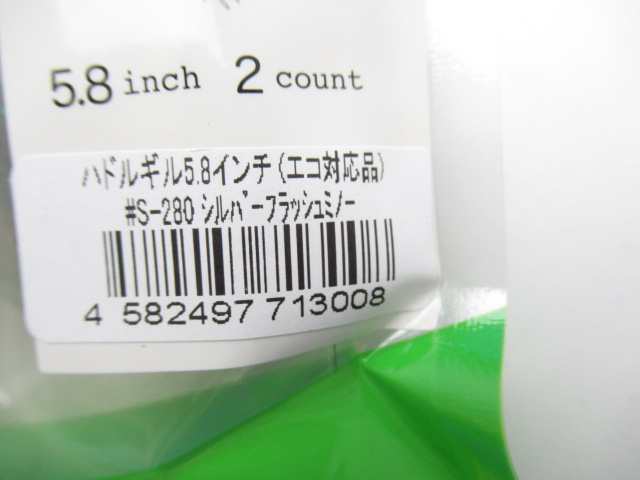 5.8 inch 2 count
ﾊﾄﾞﾙｷﾞﾙ5.8インチ(エコ対応品)
#S-280 ｼﾙﾊﾞｰﾌﾗｯｼｭﾐﾉｰ
4 582497 713008